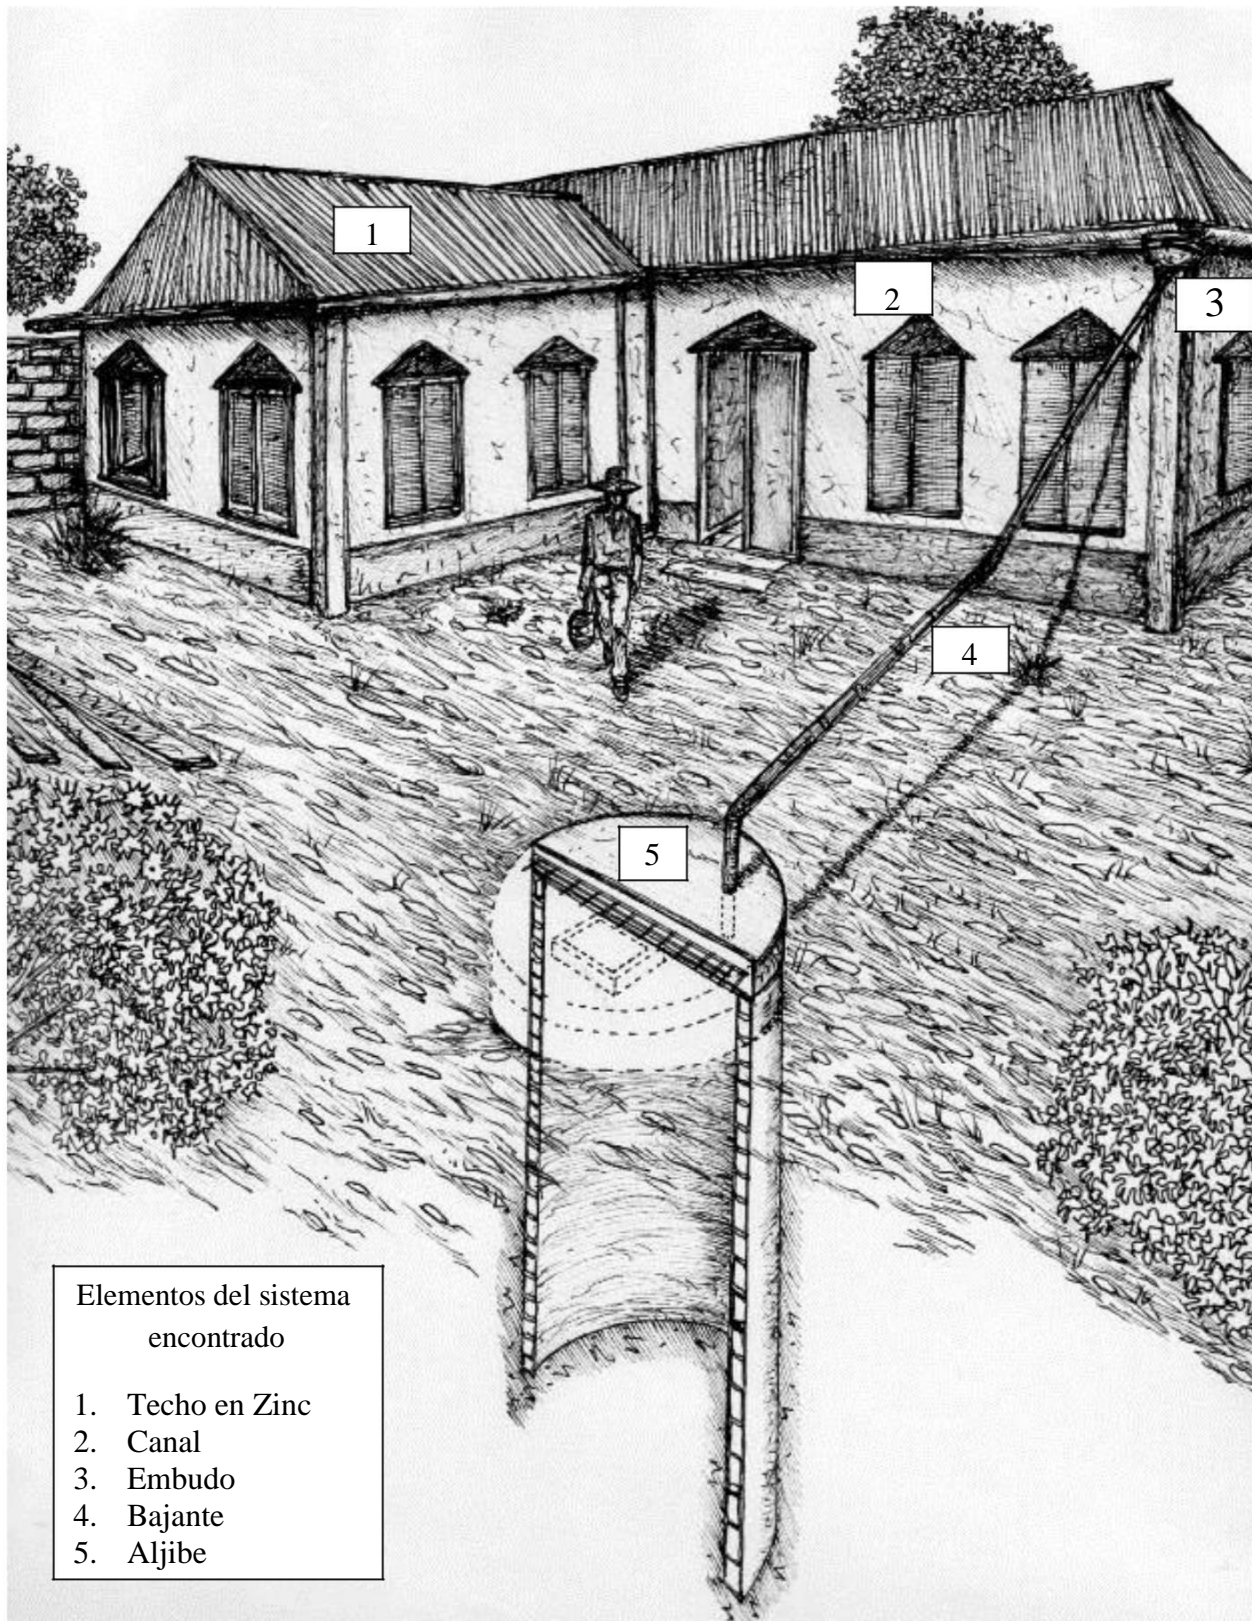 1
2
3
4
5
Elementos del sistema
encontrado
1. Techo en Zinc
2. Canal
3. Embudo
4. Bajante
5. Aljibe